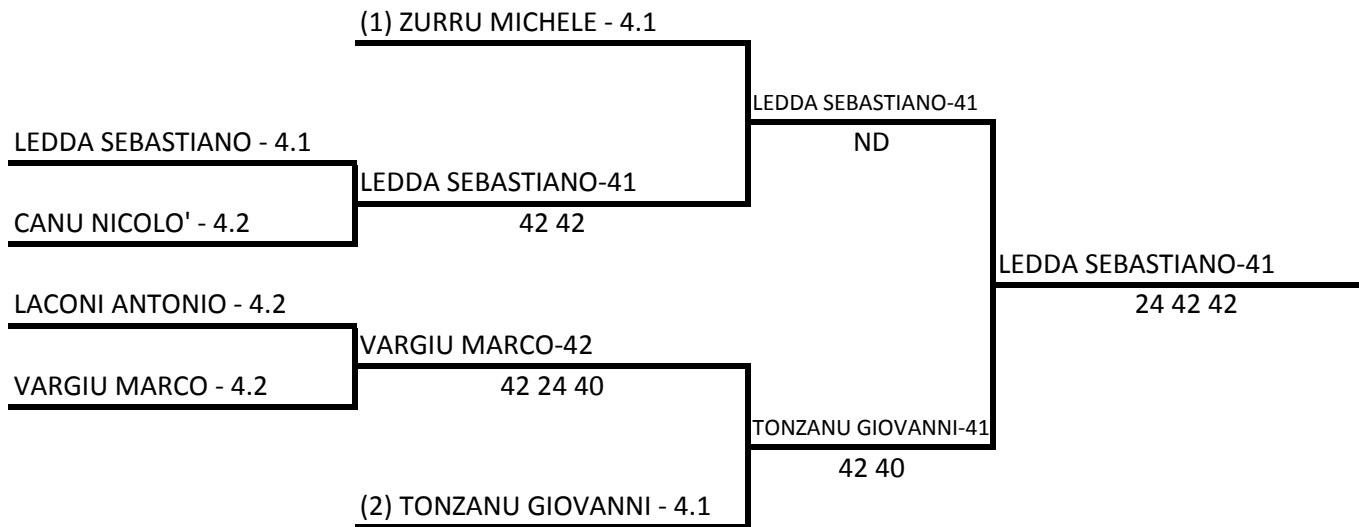 (1) ZURRU MICHELE - 4.1
LEDDA SEBASTIANO-41
ND
LEDDA SEBASTIANO - 4.1
LEDDA SEBASTIANO-41
42 42
CANU NICOLO' - 4.2
LEDDA SEBASTIANO-41
24 42 42
LACONI ANTONIO - 4.2
VARGIU MARCO-42
42 24 40
VARGIU MARCO - 4.2
TONZANU GIOVANNI-41
42 40
(2) TONZANU GIOVANNI - 4.1